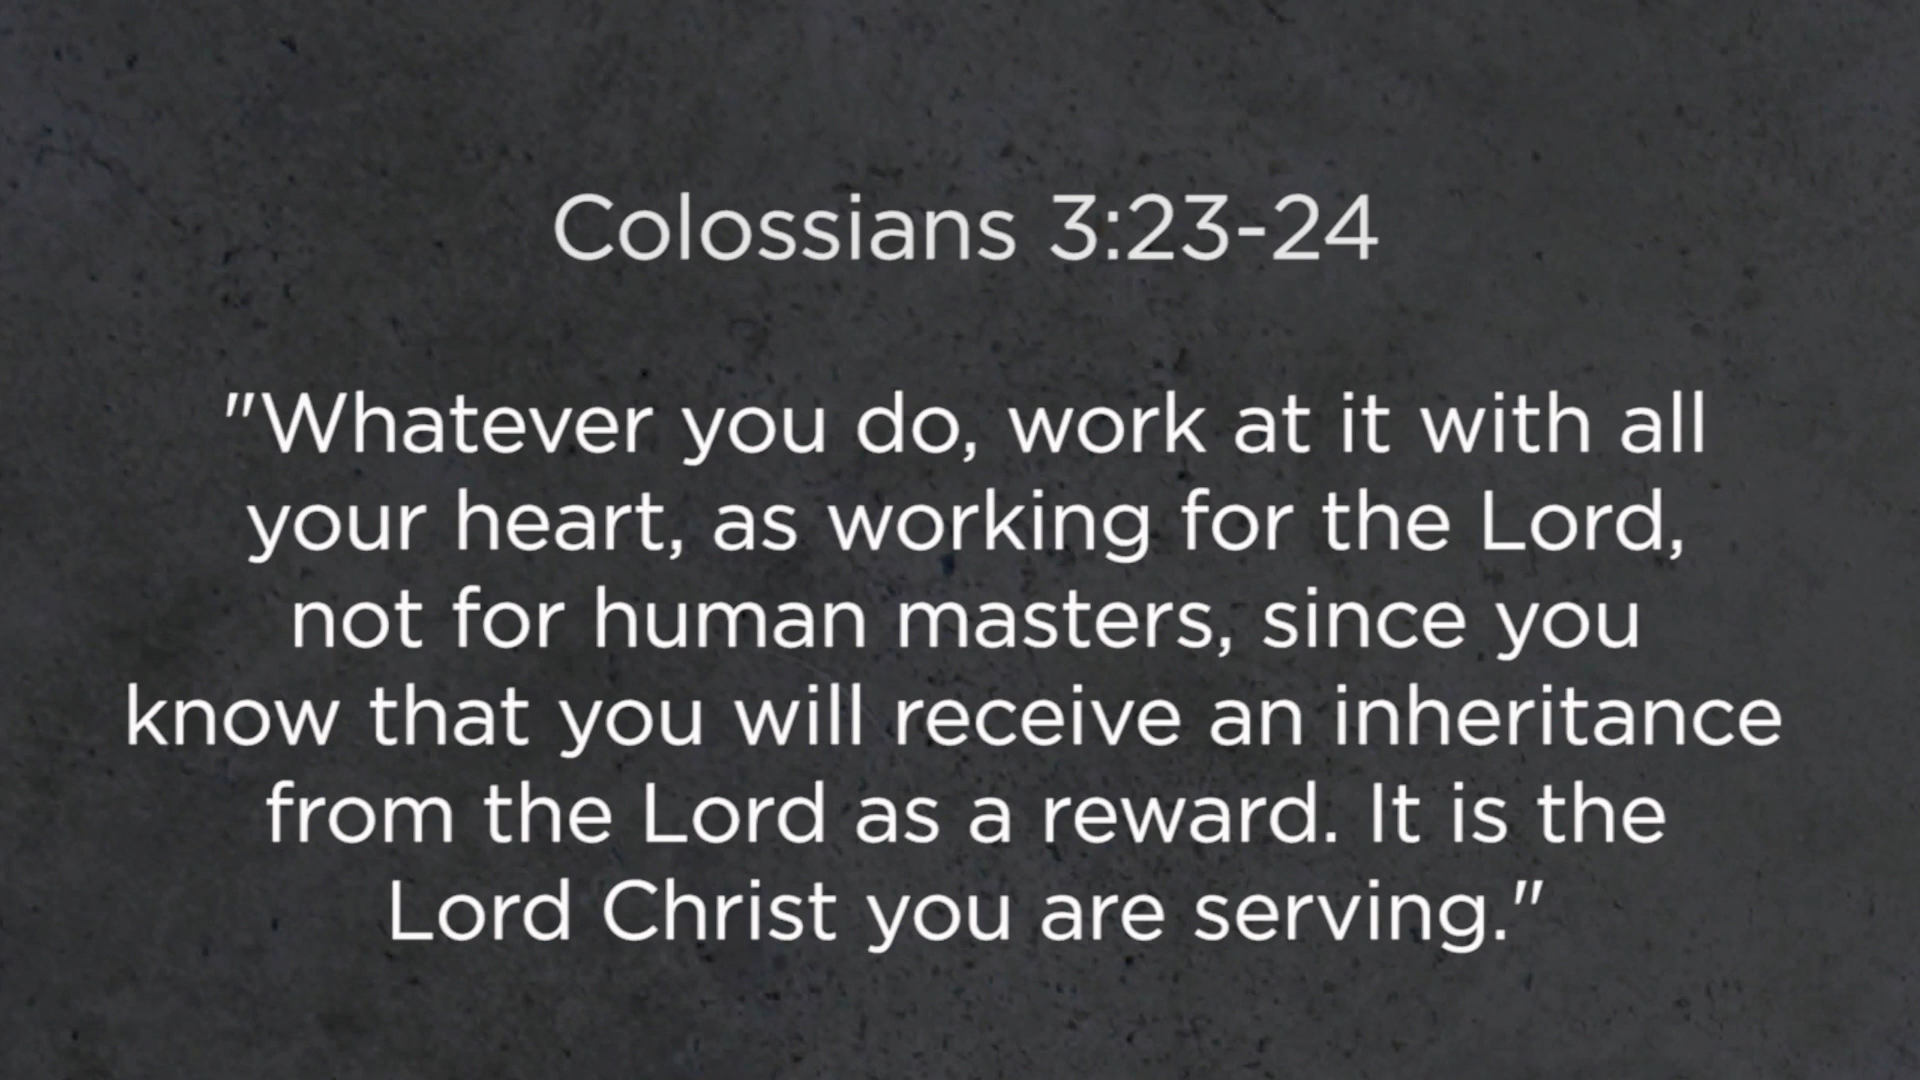 Colossians 3:23-24
"Whatever you do, work at it with all
your heart, as working for the Lord,
not for human masters, since you
know that you will receive an inheritance
from the Lord as a reward. It is the
Lord Christ you are serving."